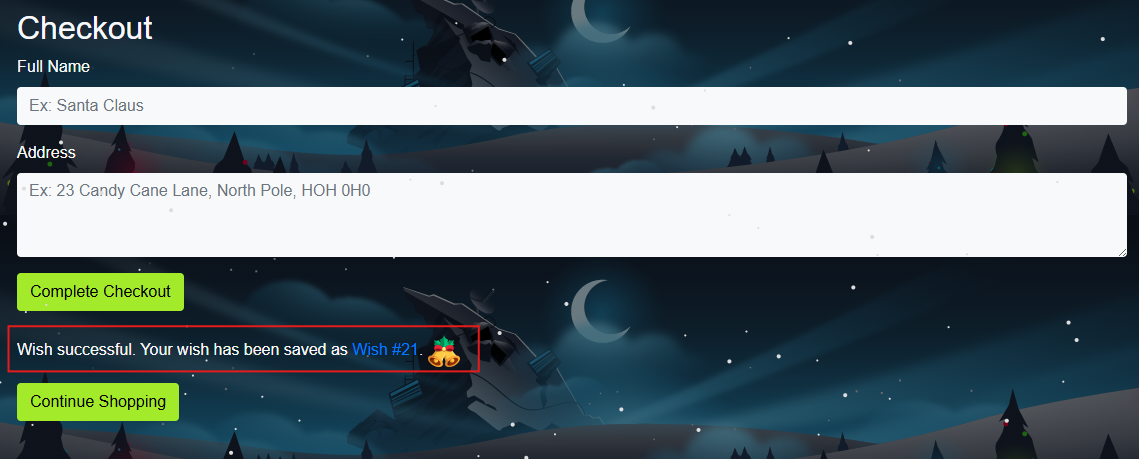 Checkout
Full Name
Ex: Santa Claus
Address
Ex: 23 Candy Cane Lane, North Pole, HOH 0H0
Complete Checkout
Wish successful. Your wish has been saved as Wish #21.
Continue Shopping